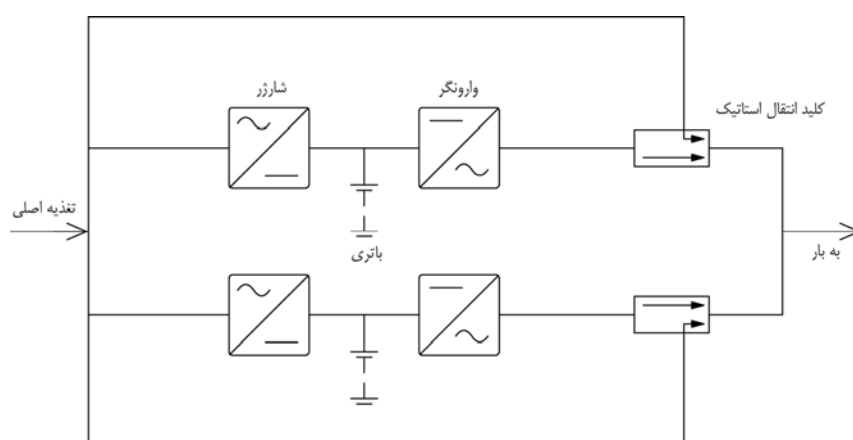 شارژر
وارونگر
کلید انتقال استاتیک
تغذیه اصلی
باتری
به بار